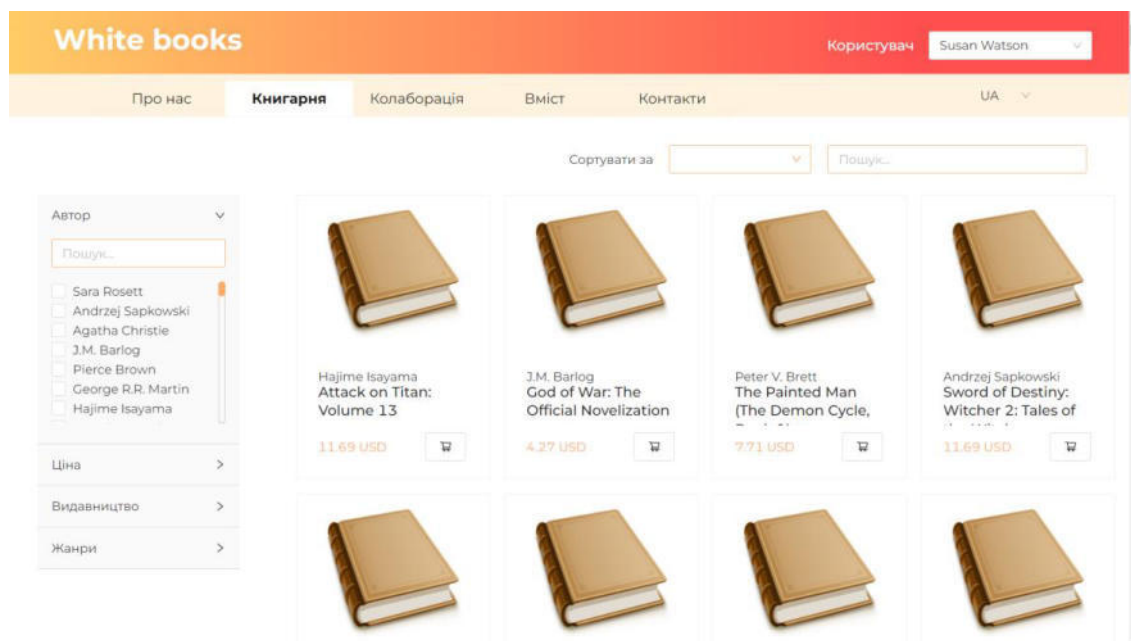 White books
Користувач Susan Watson
Про нас Книгарня Колаборація Вміст Контакти UA
Сортувати за Пошук...
Автор
Пошук...
Sara Rosett
Andrzej Sapkowski
Agatha Christie
J.M. Barlog
Pierce Brown
George R.R. Martin
Hajime Isayama
Ціна
Видавництво
Жанри
Hajime Isayama
Attack on Titan:
Volume 13
11.69 USD
J.M. Barlog
God of War: The
Official Novelization
4.27 USD
Peter V. Brett
The Painted Man
(The Demon Cycle,
7.71 USD
Andrzej Sapkowski
Sword of Destiny:
Witcher 2: Tales of
11.69 USD